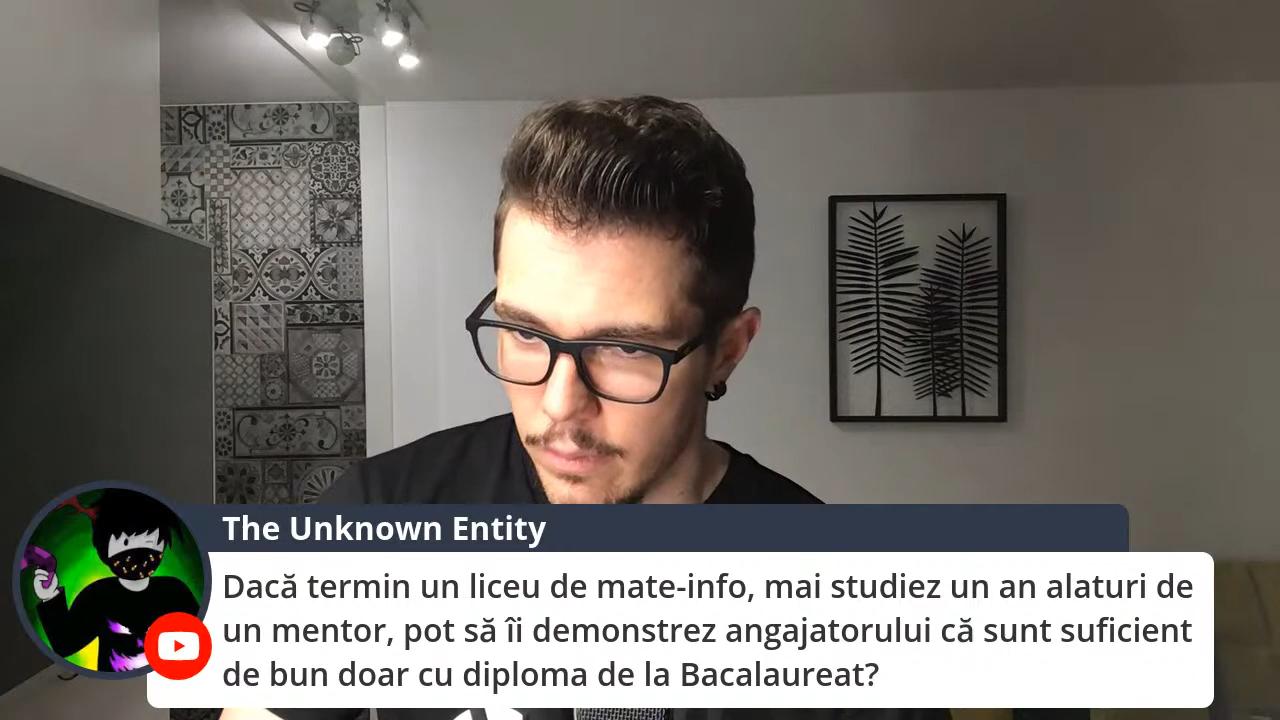 The Unknown Entity
Dacă termin un liceu de mate-info, mai studiez un an alaturi de
un mentor, pot să îi demonstrez angajatorului că sunt suficient
de bun doar cu diploma de la Bacalaureat?